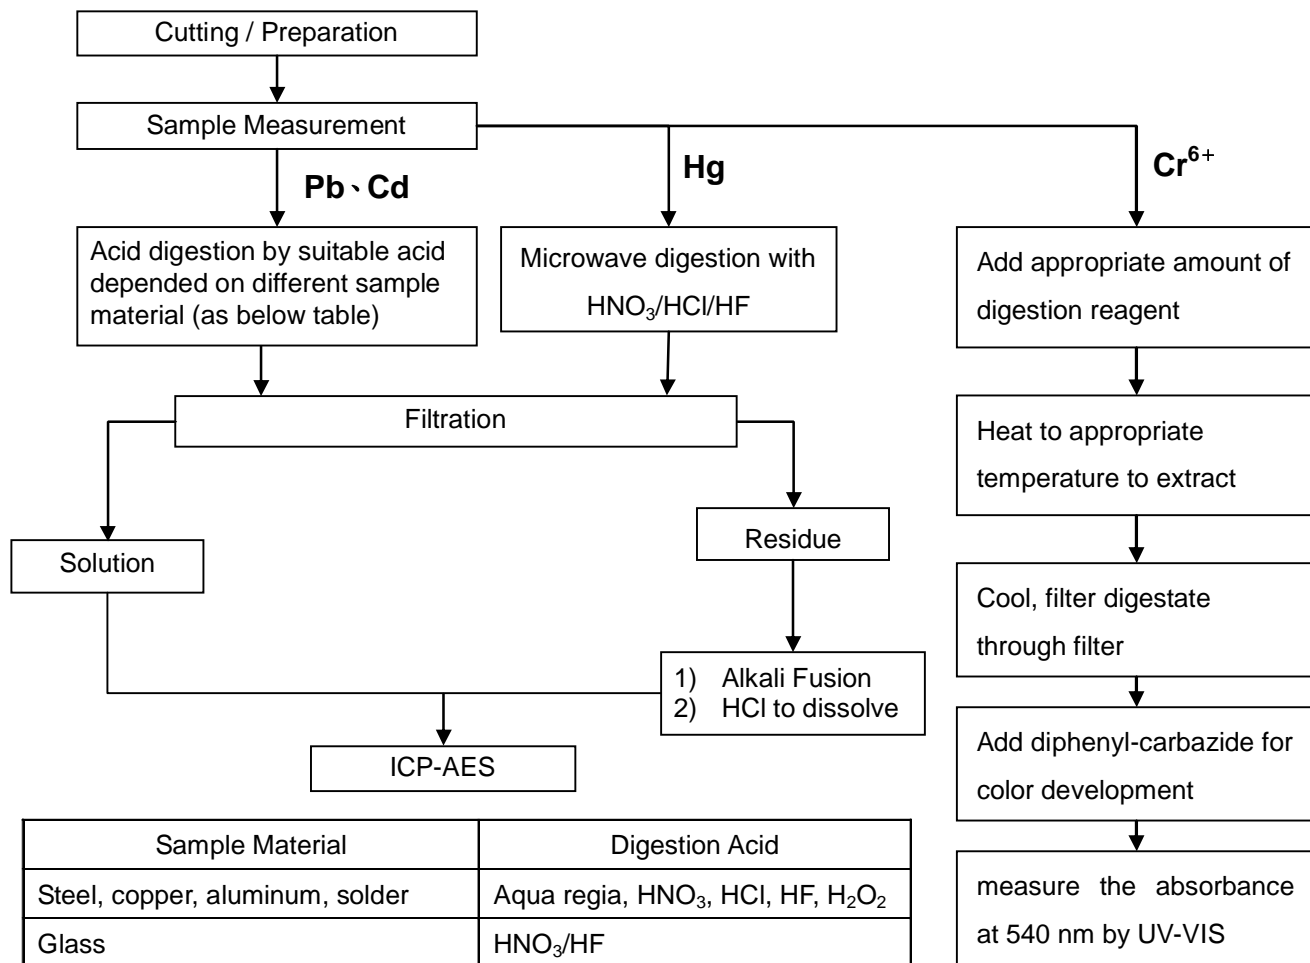 Cutting / Preparation
Sample Measurement
Pb、Cd
Hg
Cr⁶⁺
Acid digestion by suitable acid
depended on different sample
material (as below table)
Microwave digestion with
HNO₃/HCl/HF
Add appropriate amount of
digestion reagent
Filtration
Heat to appropriate
temperature to extract
Solution
Residue
Cool, filter digestate
through filter
1) Alkali Fusion
2) HCl to dissolve
Add diphenyl-carbazide for
color development
ICP-AES
measure the absorbance
at 540 nm by UV-VIS
Sample Material Digestion Acid
Steel, copper, aluminum, solder Aqua regia, HNO₃, HCl, HF, H₂O₂
Glass HNO₃/HF